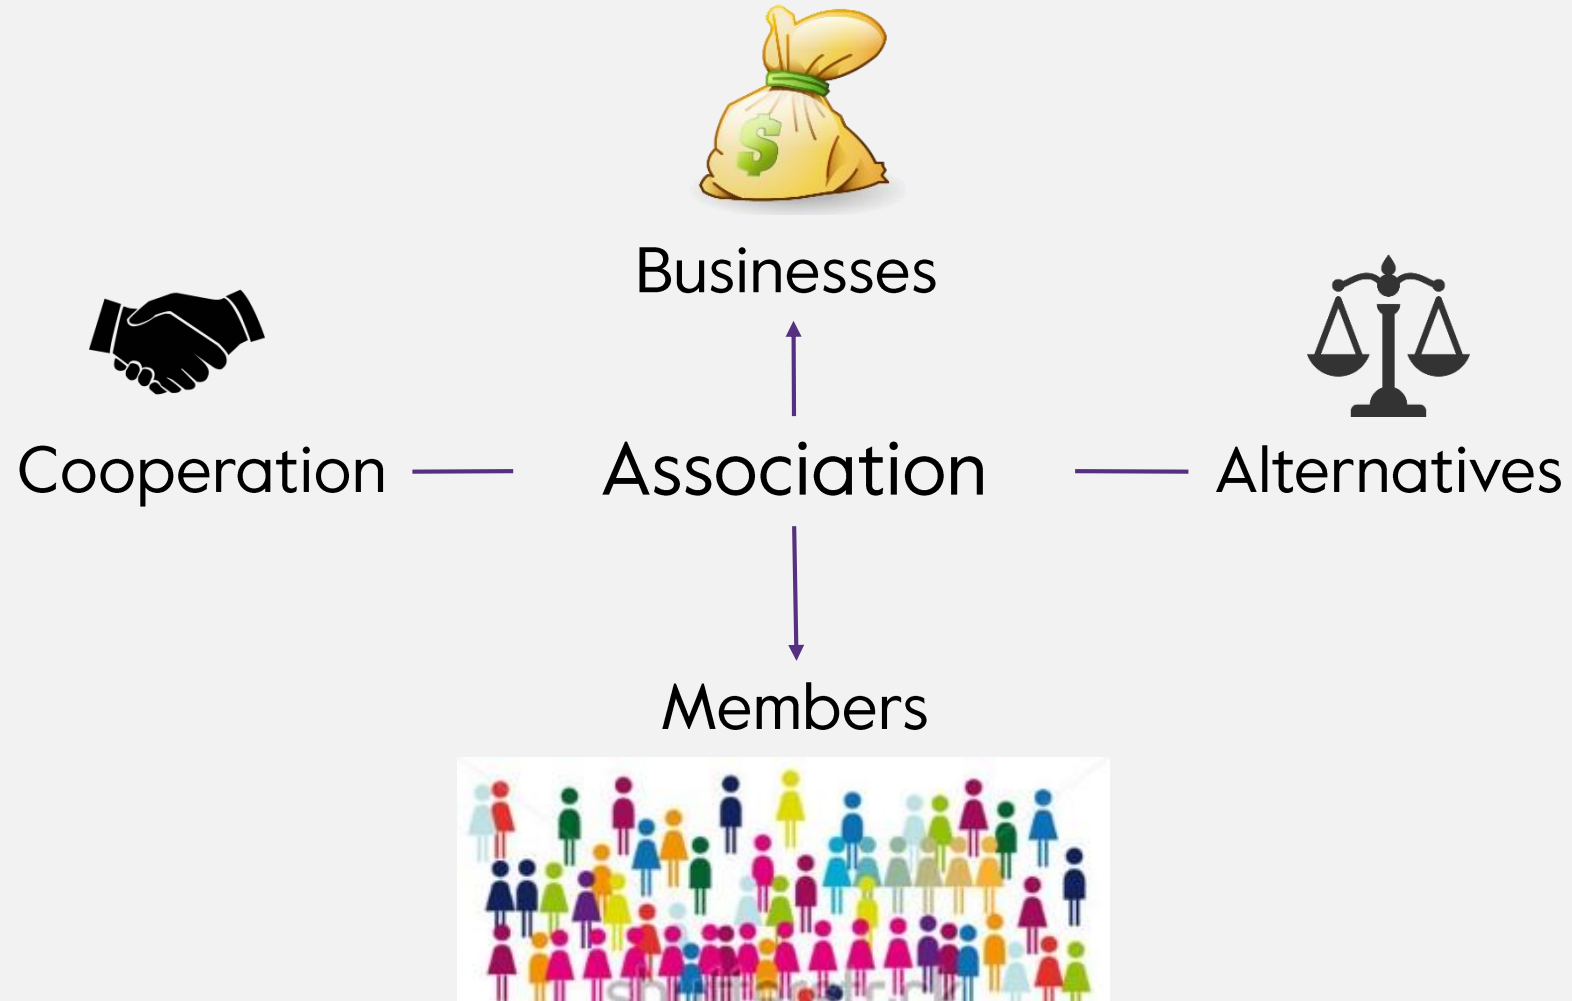 $
Businesses
Cooperation
Association
Alternatives
Members